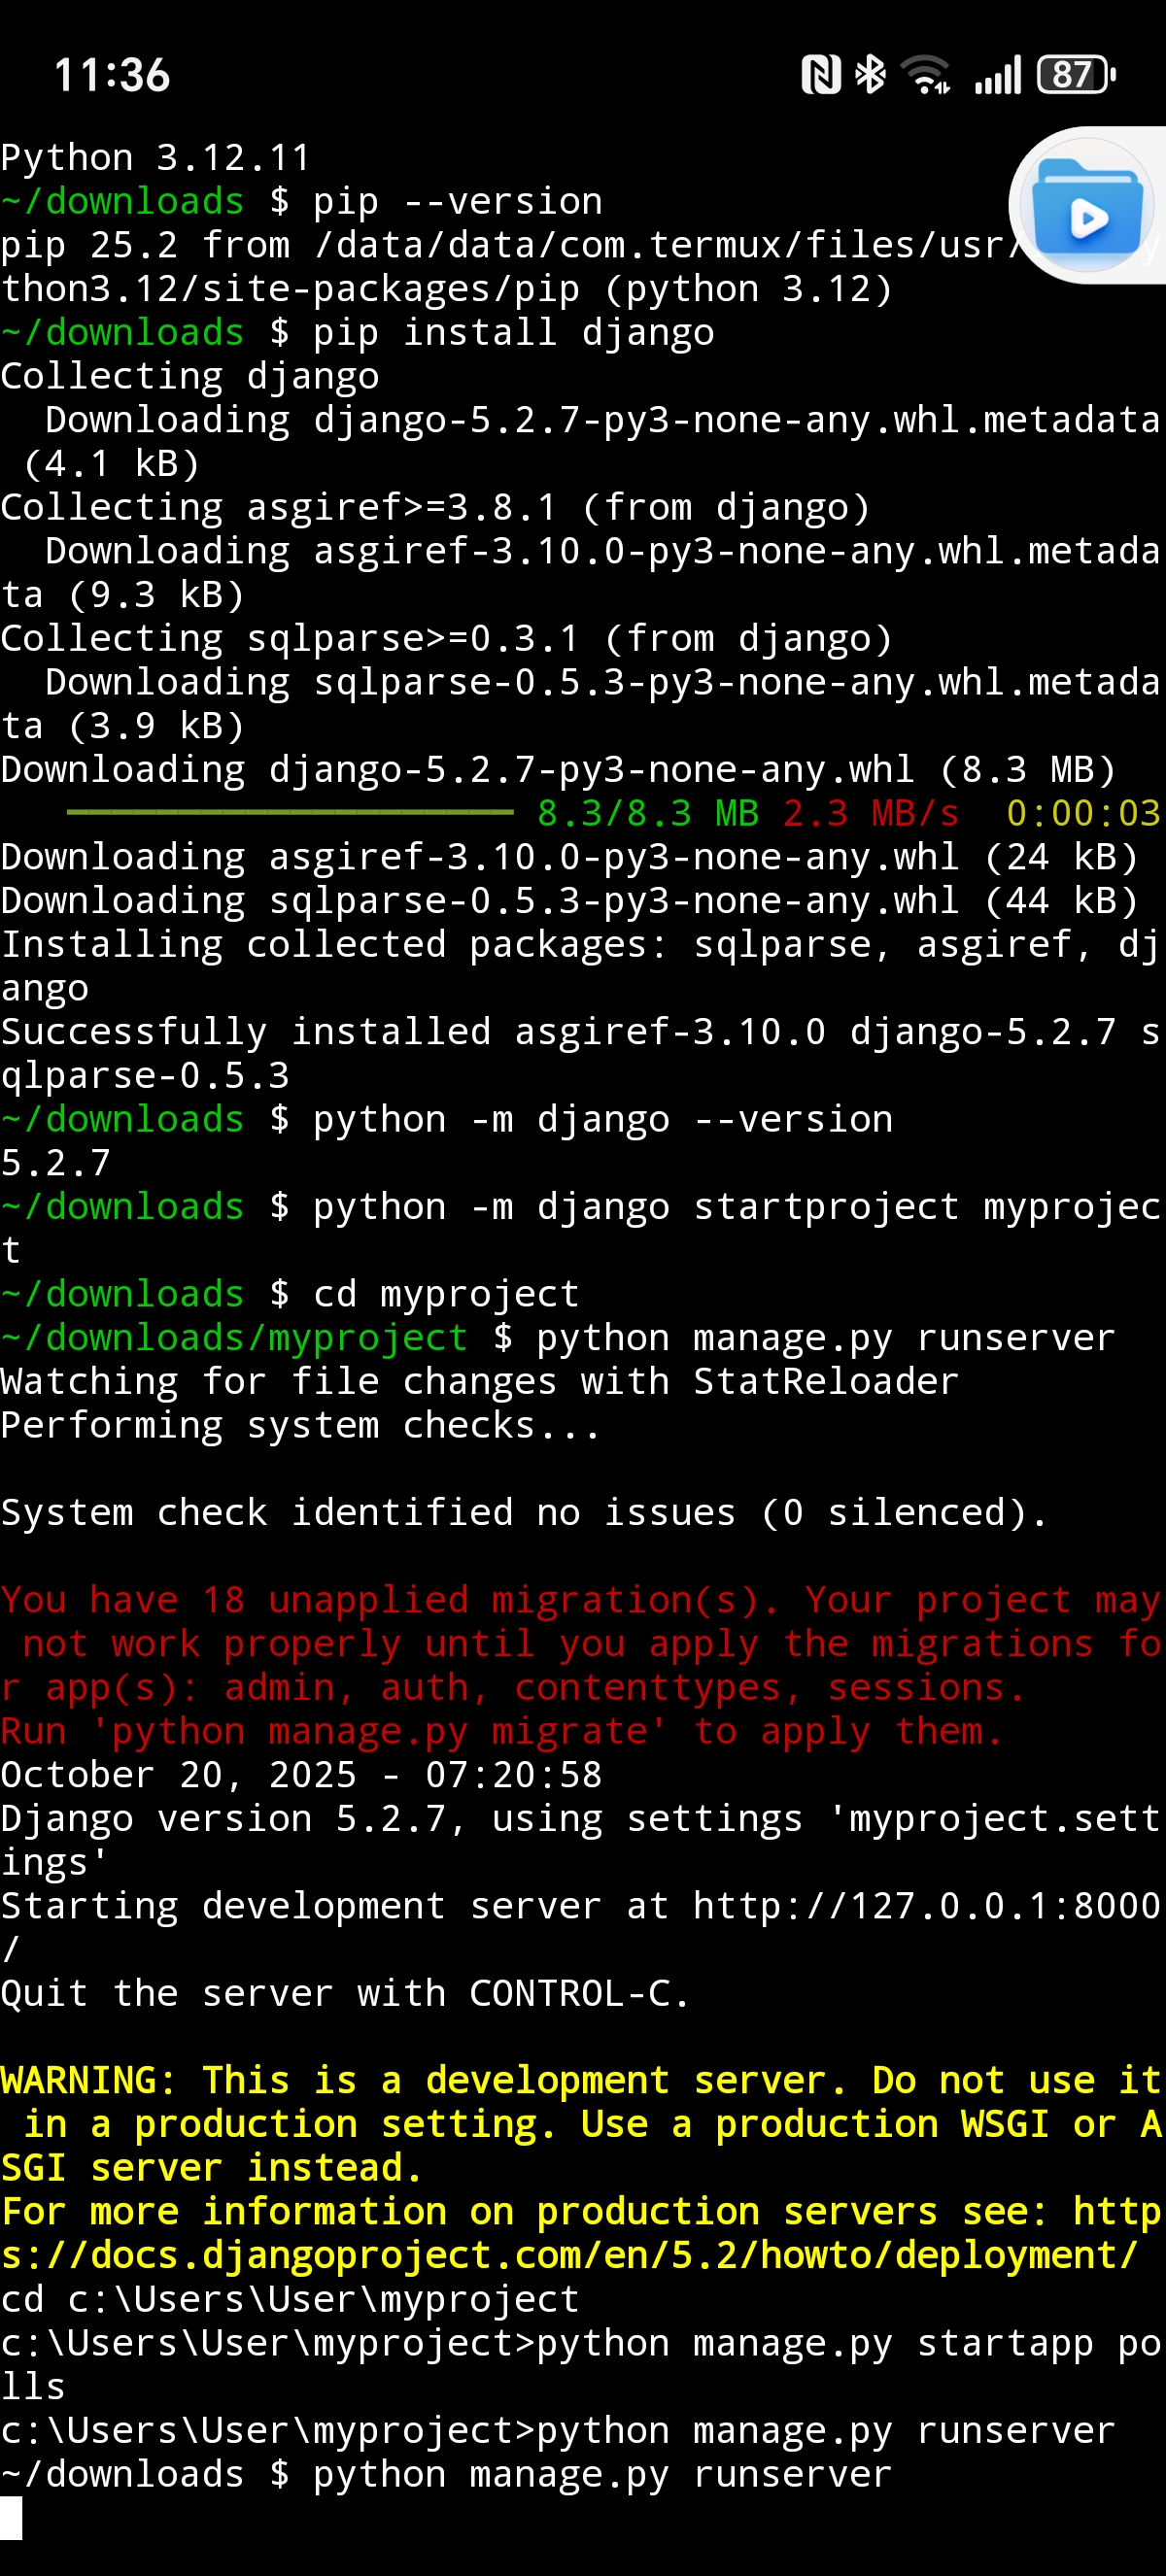 11:36
87
Python 3.12.11
~/downloads $ pip --version
pip 25.2 from /data/data/com.termux/files/usr/ y
thon3.12/site-packages/pip (python 3.12)
~/downloads $ pip install django
Collecting django
  Downloading django-5.2.7-py3-none-any.whl.metadata
 (4.1 kB)
Collecting asgiref>=3.8.1 (from django)
  Downloading asgiref-3.10.0-py3-none-any.whl.metada
ta (9.3 kB)
Collecting sqlparse>=0.3.1 (from django)
  Downloading sqlparse-0.5.3-py3-none-any.whl.metada
ta (3.9 kB)
Downloading django-5.2.7-py3-none-any.whl (8.3 MB)
8.3/8.3 MB 2.3 MB/s  0:00:03
Downloading asgiref-3.10.0-py3-none-any.whl (24 kB)
Downloading sqlparse-0.5.3-py3-none-any.whl (44 kB)
Installing collected packages: sqlparse, asgiref, dj
ango
Successfully installed asgiref-3.10.0 django-5.2.7 s
qlparse-0.5.3
~/downloads $ python -m django --version
5.2.7
~/downloads $ python -m django startproject myprojec
t
~/downloads $ cd myproject
~/downloads/myproject $ python manage.py runserver
Watching for file changes with StatReloader
Performing system checks...

System check identified no issues (0 silenced).

You have 18 unapplied migration(s). Your project may
 not work properly until you apply the migrations fo
r app(s): admin, auth, contenttypes, sessions.
Run 'python manage.py migrate' to apply them.
October 20, 2025 - 07:20:58
Django version 5.2.7, using settings 'myproject.sett
ings'
Starting development server at http://127.0.0.1:8000
/
Quit the server with CONTROL-C.

WARNING: This is a development server. Do not use it
 in a production setting. Use a production WSGI or A
SGI server instead.
For more information on production servers see: http
s://docs.djangoproject.com/en/5.2/howto/deployment/
cd c:\Users\User\myproject
c:\Users\User\myproject>python manage.py startapp po
lls
c:\Users\User\myproject>python manage.py runserver
~/downloads $ python manage.py runserver